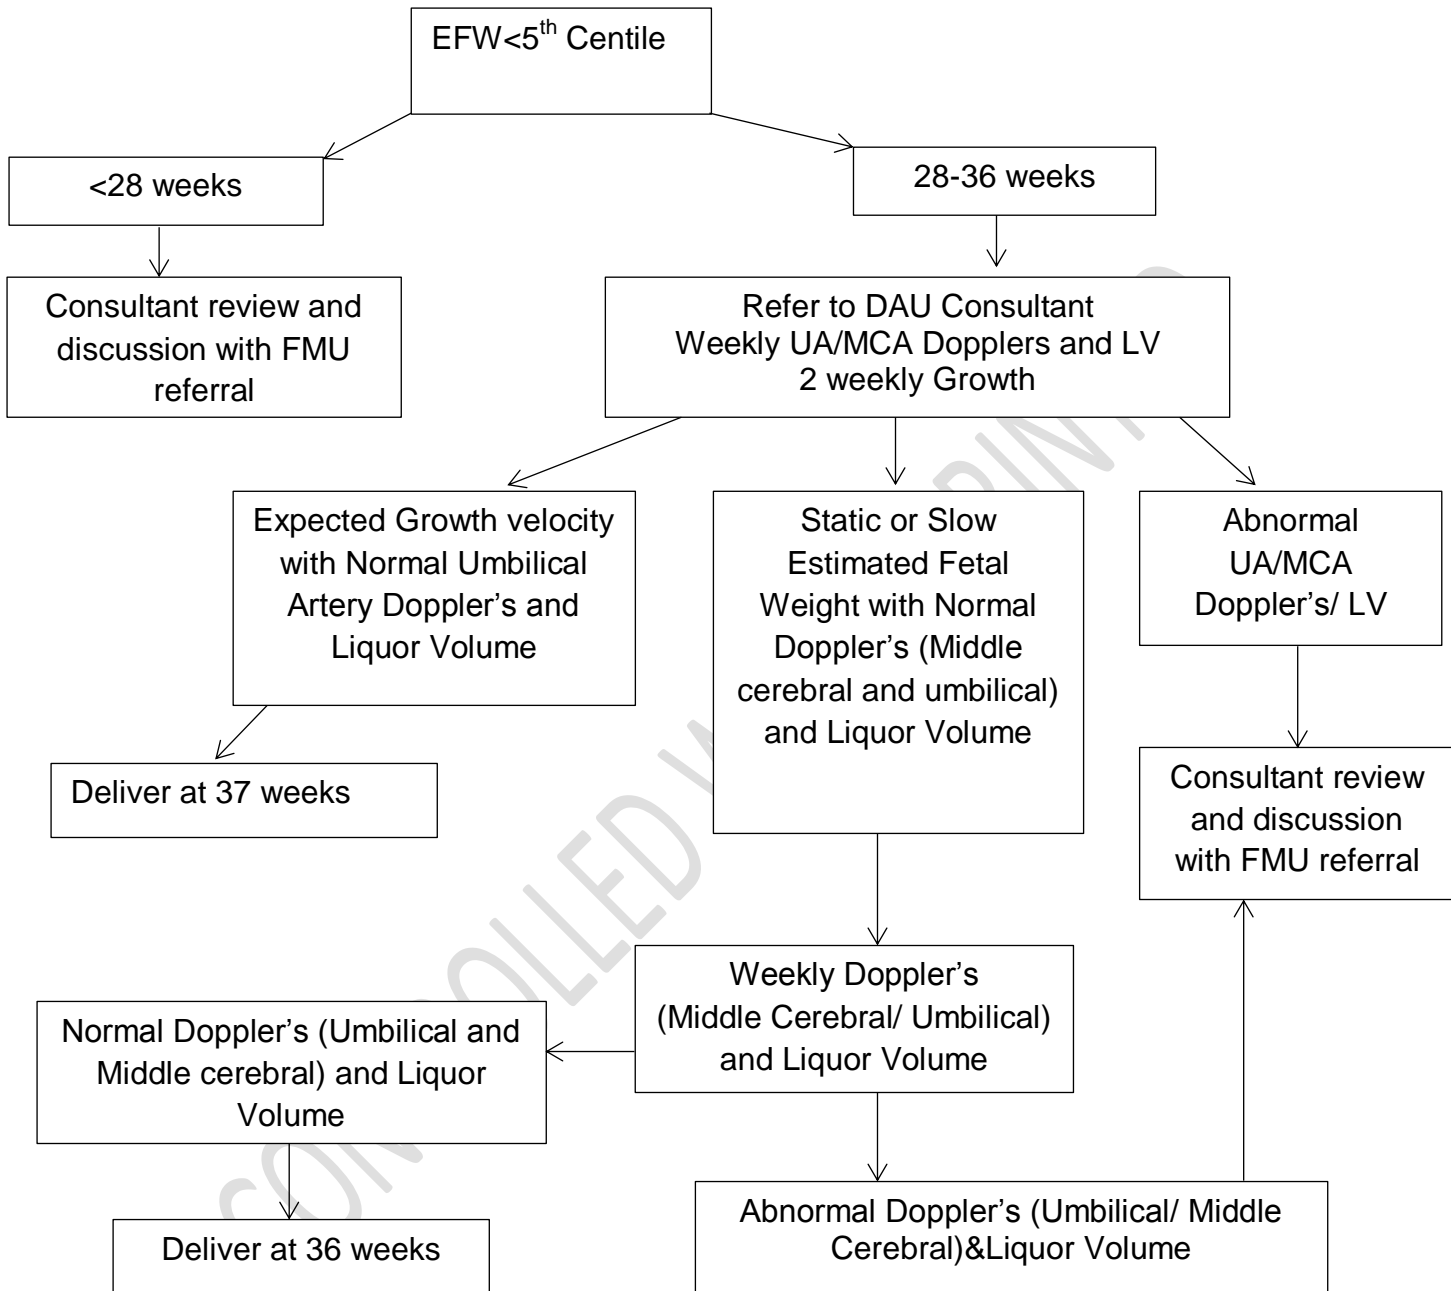 EFW<5th Centile
<28 weeks
28-36 weeks
Consultant review and
discussion with FMU
referral
Refer to DAU Consultant
Weekly UA/MCA Dopplers and LV
2 weekly Growth
Expected Growth velocity
with Normal Umbilical
Artery Doppler’s and
Liquor Volume
Static or Slow
Estimated Fetal
Weight with Normal
Doppler’s (Middle
cerebral and umbilical)
and Liquor Volume
Abnormal
UA/MCA
Doppler’s/ LV
Deliver at 37 weeks
Consultant review
and discussion
with FMU referral
Weekly Doppler’s
(Middle Cerebral/ Umbilical)
and Liquor Volume
Normal Doppler’s (Umbilical and
Middle cerebral) and Liquor
Volume
Deliver at 36 weeks
Abnormal Doppler’s (Umbilical/ Middle
Cerebral)&Liquor Volume